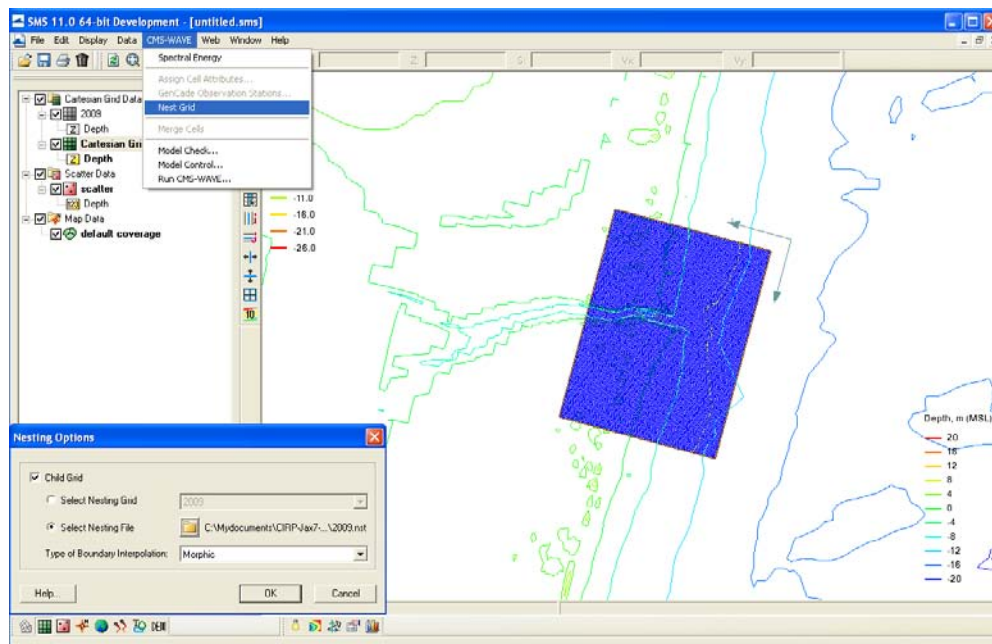 SMS 11.0 64-bit Development - [untitled.sms]
File Edit Display Data CMS-WAVE Web Window Help
Z: S: Vx: Vy:
Spectral Energy
Assign Cell Attributes...
GenCade Observation Stations...
Nest Grid
Merge Cells
Model Check...
Model Control...
Run CMS-WAVE...
Cartesian Grid Data
2009
Depth
Cartesian Gri
Depth
Scatter Data
scatter
Depth
Map Data
default coverage
-11.0
-16.0
-21.0
-26.0
Depth, m (MSL)
20
16
12
8
4
0
-4
-8
-12
-16
-20
Nesting Options
Child Grid
Select Nesting Grid
2009
Select Nesting File
C:\Mydocuments\CIRP-Jax7-...\2009.nst
Type of Boundary Interpolation:
Morphic
Help...
OK
Cancel
DEM